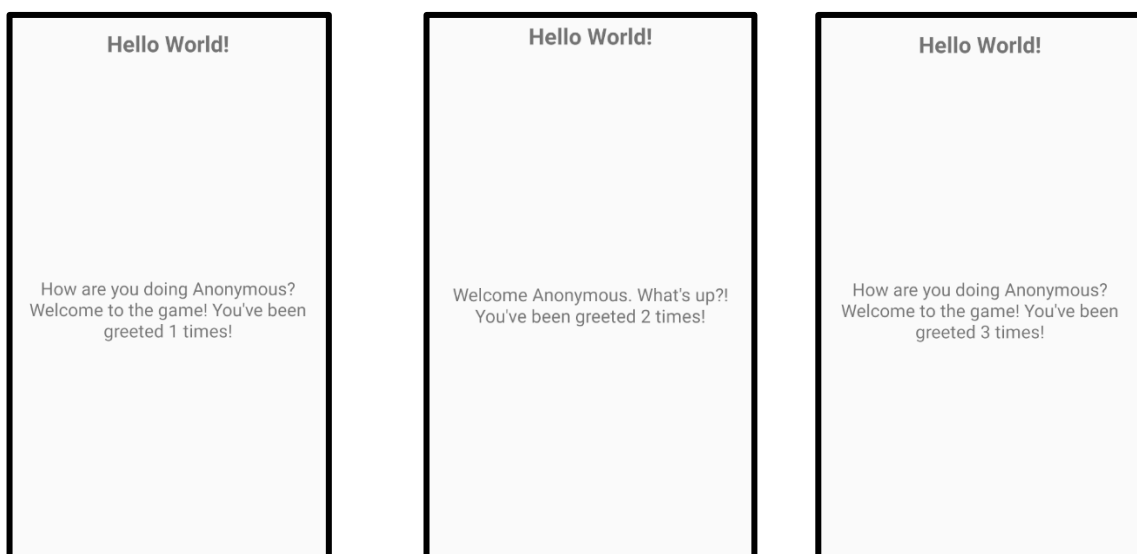 Hello World!
How are you doing Anonymous?
Welcome to the game! You've been
greeted 1 times!
Hello World!
Welcome Anonymous. What's up?!
You've been greeted 2 times!
Hello World!
How are you doing Anonymous?
Welcome to the game! You've been
greeted 3 times!